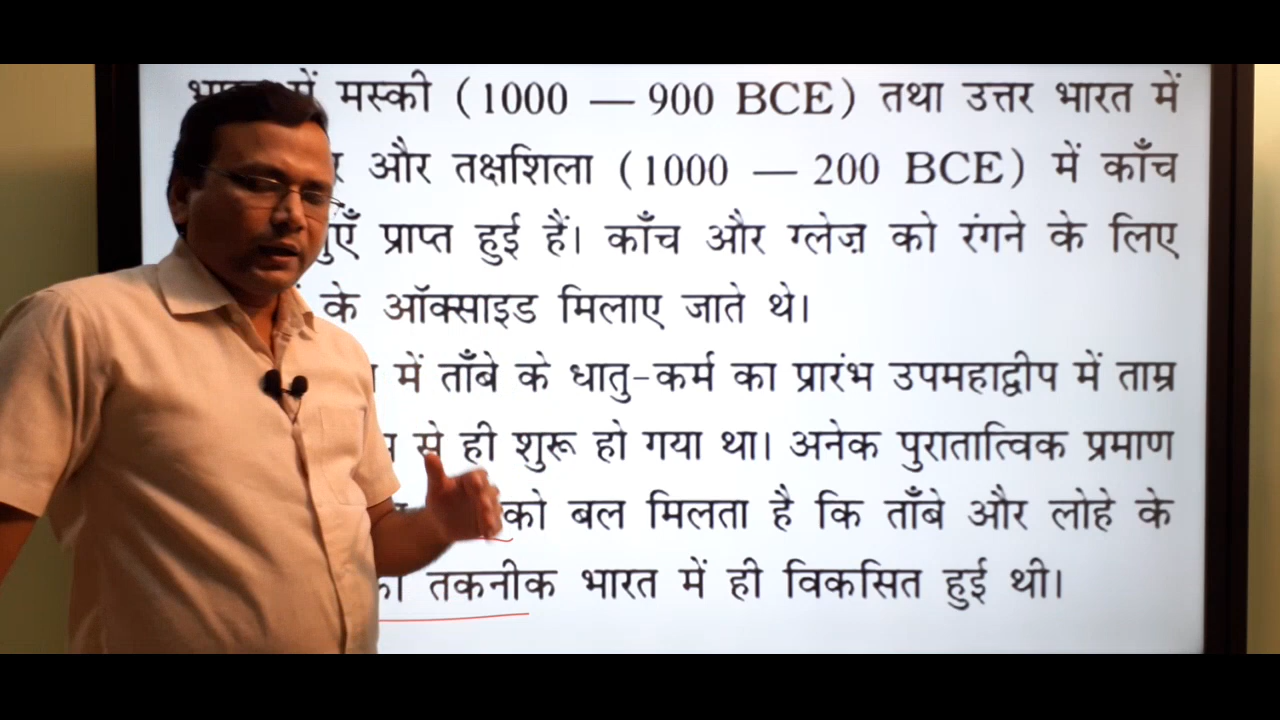 में मस्की (1000 — 900 BCE) तथा उत्तर भारत में
और तक्षशिला (1000 — 200 BCE) में काँच
प्राप्त हुई हैं। काँच और ग्लेज़ को रंगने के लिए
के ऑक्साइड मिलाए जाते थे।
में ताँबे के धातु-कर्म का प्रारंभ उपमहाद्वीप में ताम्र
से ही शुरू हो गया था। अनेक पुरातात्विक प्रमाण
को बल मिलता है कि ताँबे और लोहे के
तकनीक भारत में ही विकसित हुई थी।